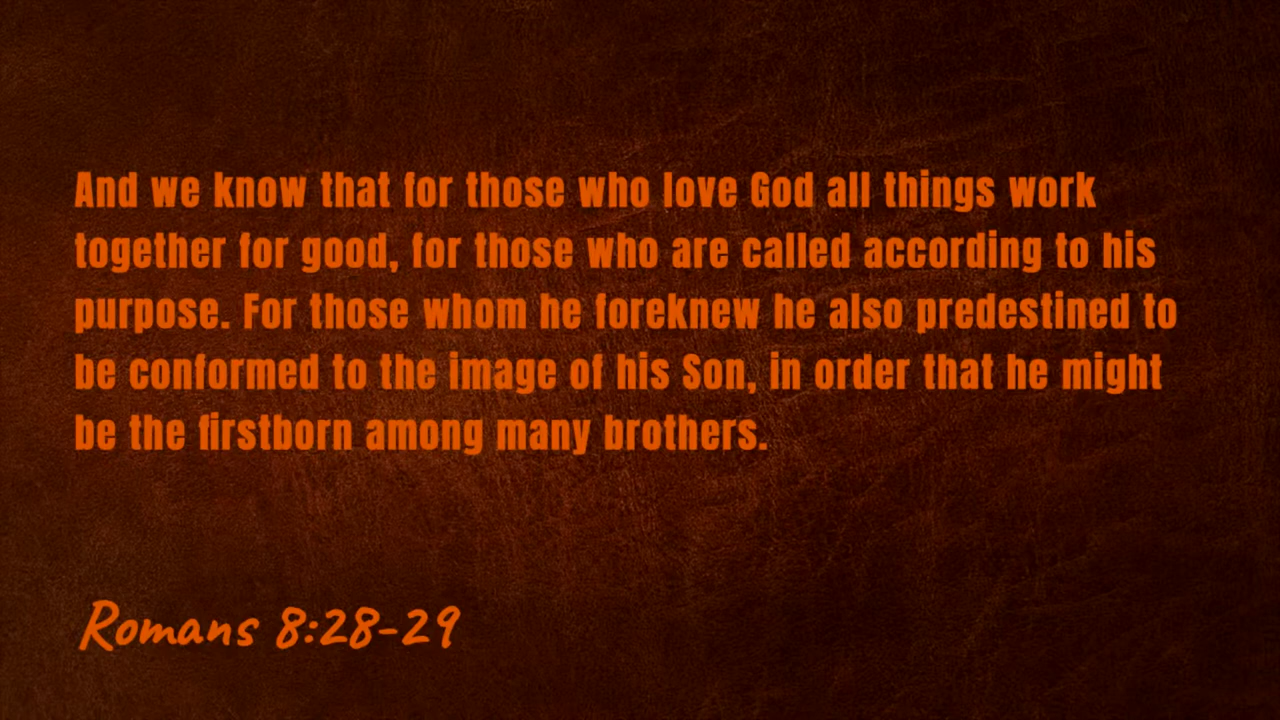 And we know that for those who love God all things work
together for good, for those who are called according to his
purpose. For those whom he foreknew he also predestined to
be conformed to the image of his Son, in order that he might
be the firstborn among many brothers.
Romans 8:28-29